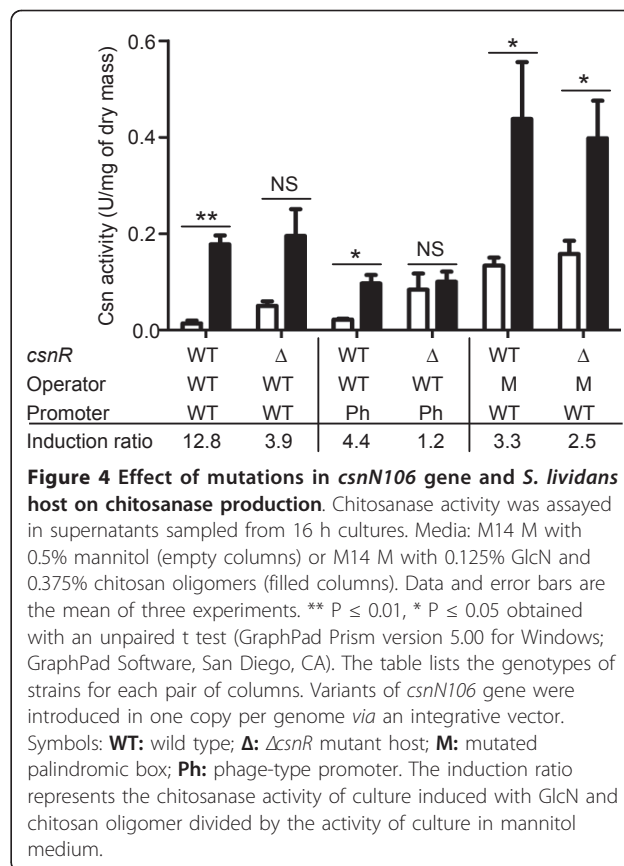 0.6
0.4
0.2
0.0
Csn activity (U/mg of dry mass)
** NS * NS * *
csnR WT Δ WT Δ WT Δ
Operator WT WT WT WT M M
Promoter WT WT Ph Ph WT WT
Induction ratio 12.8 3.9 4.4 1.2 3.3 2.5
Figure 4 Effect of mutations in csnN106 gene and S. lividans
host on chitosanase production. Chitosanase activity was assayed
in supernatants sampled from 16 h cultures. Media: M14 M with
0.5% mannitol (empty columns) or M14 M with 0.125% GlcN and
0.375% chitosan oligomers (filled columns). Data and error bars are
the mean of three experiments. ** P ≤ 0.01, * P ≤ 0.05 obtained
with an unpaired t test (GraphPad Prism version 5.00 for Windows;
GraphPad Software, San Diego, CA). The table lists the genotypes of
strains for each pair of columns. Variants of csnN106 gene were
introduced in one copy per genome via an integrative vector.
Symbols: WT: wild type; Δ: ΔcsnR mutant host; M: mutated
palindromic box; Ph: phage-type promoter. The induction ratio
represents the chitosanase activity of culture induced with GlcN and
chitosan oligomer divided by the activity of culture in mannitol
medium.